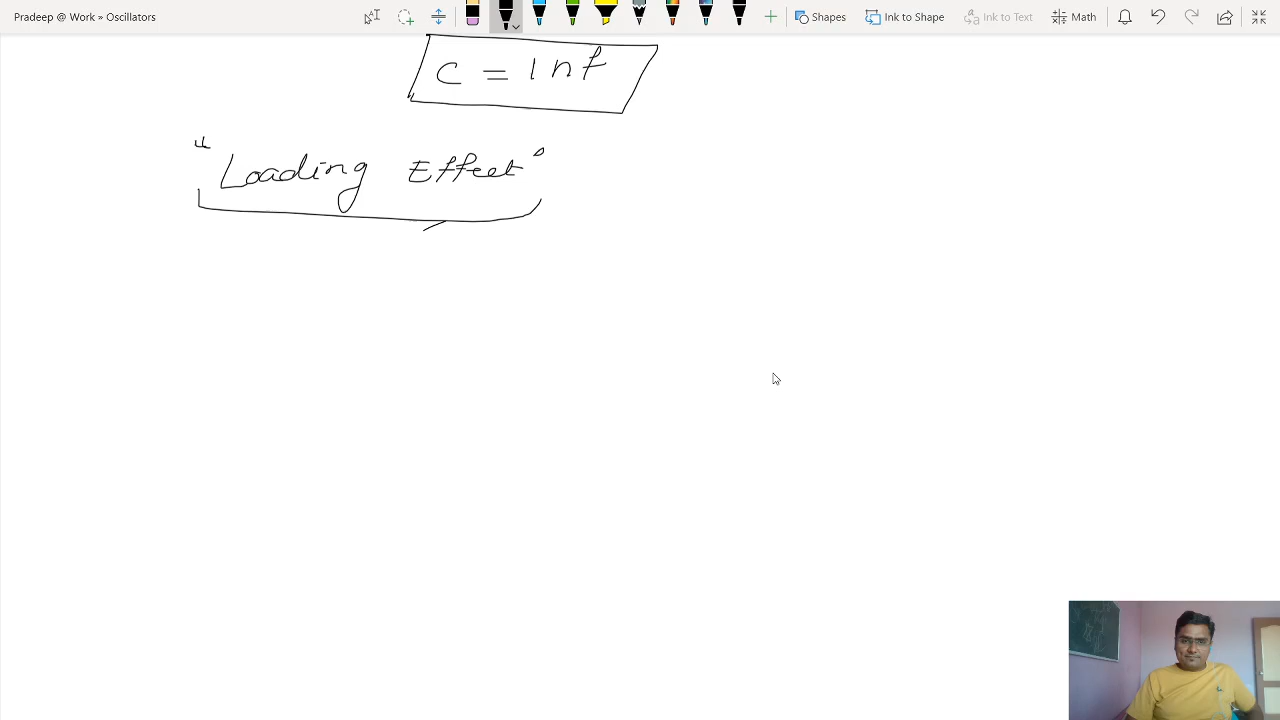 Pradeep @ Work » Oscillators
Shapes
Ink to Shape
Ink to Text
Math
C = 1nf
"Loading Effect"